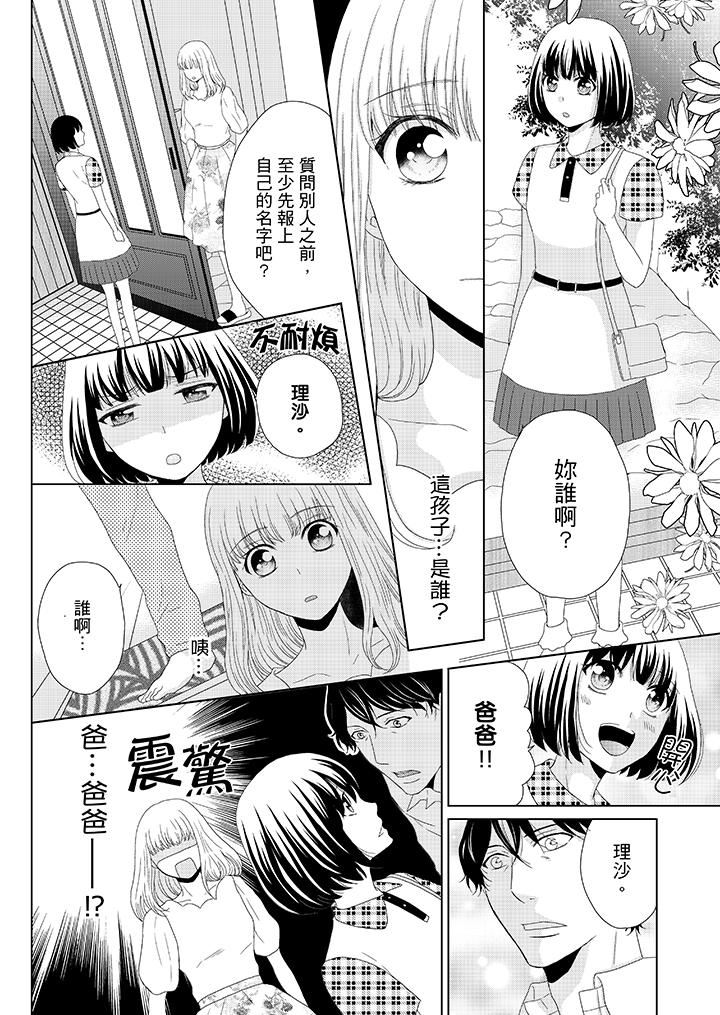 妳誰啊？
這孩子…是誰？
質問別人之前，
至少先報上
自己的名字吧？
不耐煩
理沙。
咦…
誰啊…
爸爸!!
開心
理沙。
震驚
爸…爸爸——!?